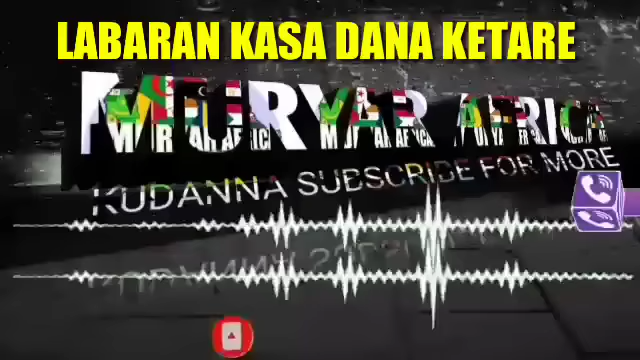 LABARAN KASA DANA KETARE
MURYAR AFRICA
KUDANNA SUBSCRIBE FOR MORE